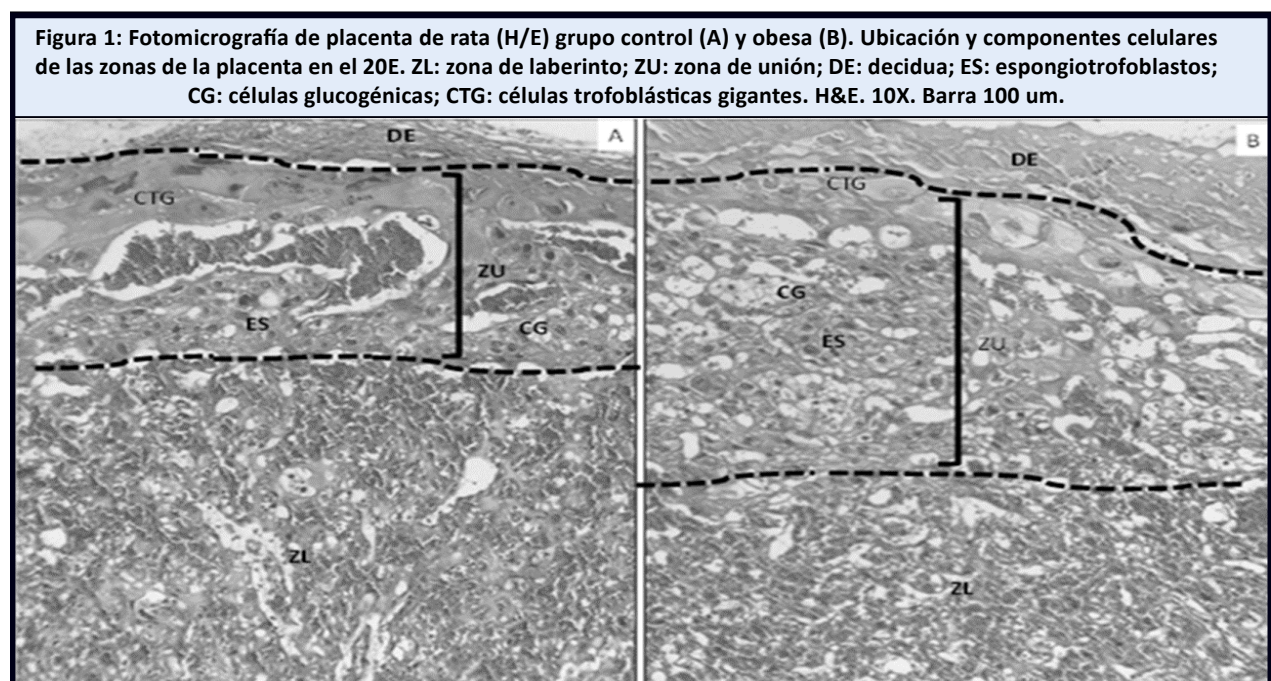 Figura 1: Fotomicrografía de placenta de rata (H/E) grupo control (A) y obesa (B). Ubicación y componentes celulares
de las zonas de la placenta en el 20E. ZL: zona de laberinto; ZU: zona de unión; DE: decidua; ES: espongiotrofoblastos;
CG: células glucogénicas; CTG: células trofoblásticas gigantes. H&E. 10X. Barra 100 um.
A
DE
CTG
ZU
ES
CG
ZL
B
DE
CTG
CG
ES
ZU
ZL